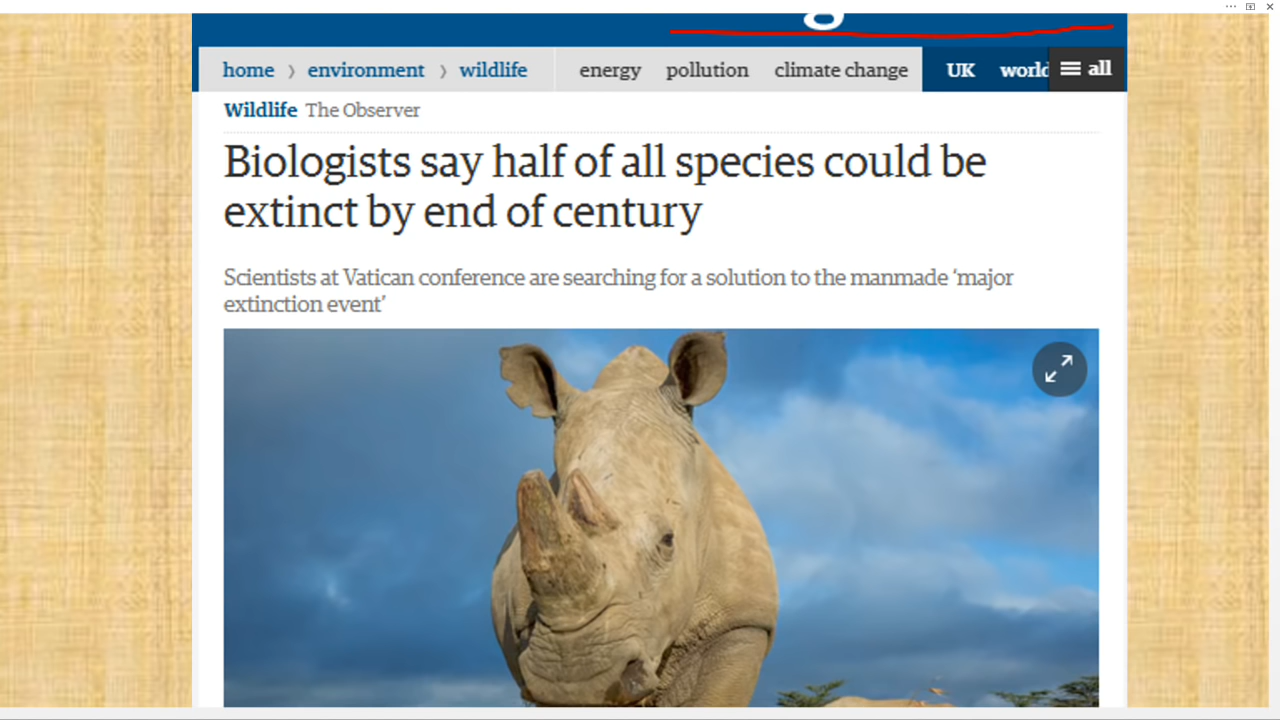 home › environment › wildlife energy pollution climate change UK world all
Wildlife The Observer
Biologists say half of all species could be
extinct by end of century
Scientists at Vatican conference are searching for a solution to the manmade ‘major
extinction event’